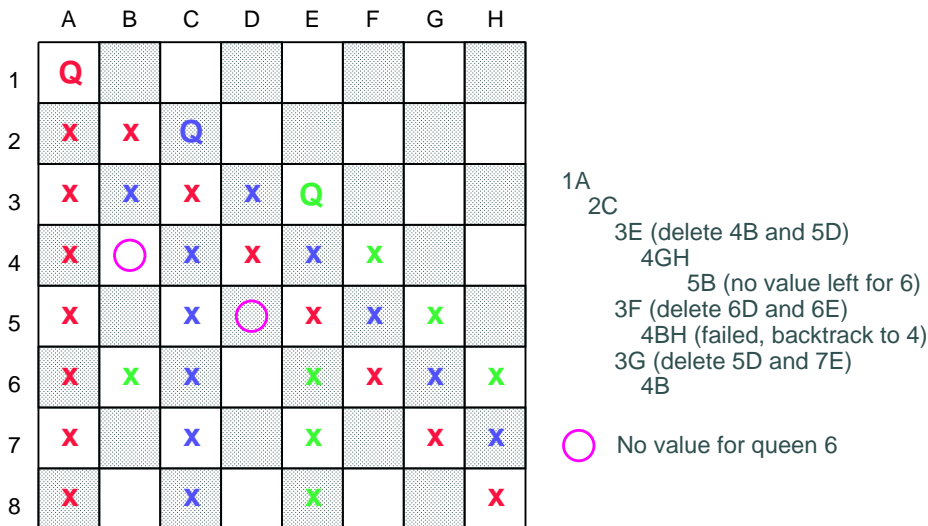 A B C D E F G H
1 Q
2 X X Q
3 X X X X Q
4 X X X X X
5 X X X X X
6 X X X X X X X
7 X X X X X
8 X X X X
1A
2C
3E (delete 4B and 5D)
4GH
5B (no value left for 6)
3F (delete 6D and 6E)
4BH (failed, backtrack to 4)
3G (delete 5D and 7E)
4B
No value for queen 6